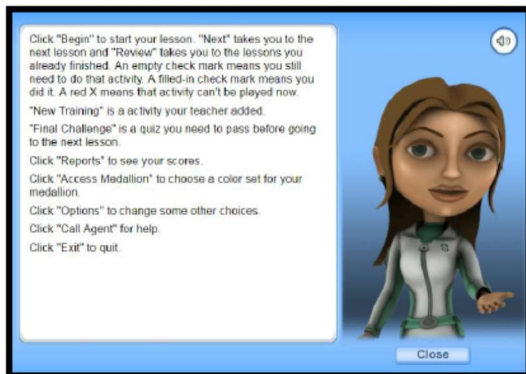 Click "Begin" to start your lesson. "Next" takes you to the
next lesson and "Review" takes you to the lessons you
already finished. An empty check mark means you still
need to do that activity. A filled-in check mark means you
did it. A red X means that activity can't be played now.
"New Training" is a activity your teacher added.
"Final Challenge" is a quiz you need to pass before going
to the next lesson.
Click "Reports" to see your scores.
Click "Access Medallion" to choose a color set for your
medallion.
Click "Options" to change some other choices.
Click "Call Agent" for help.
Click "Exit" to quit.
Close